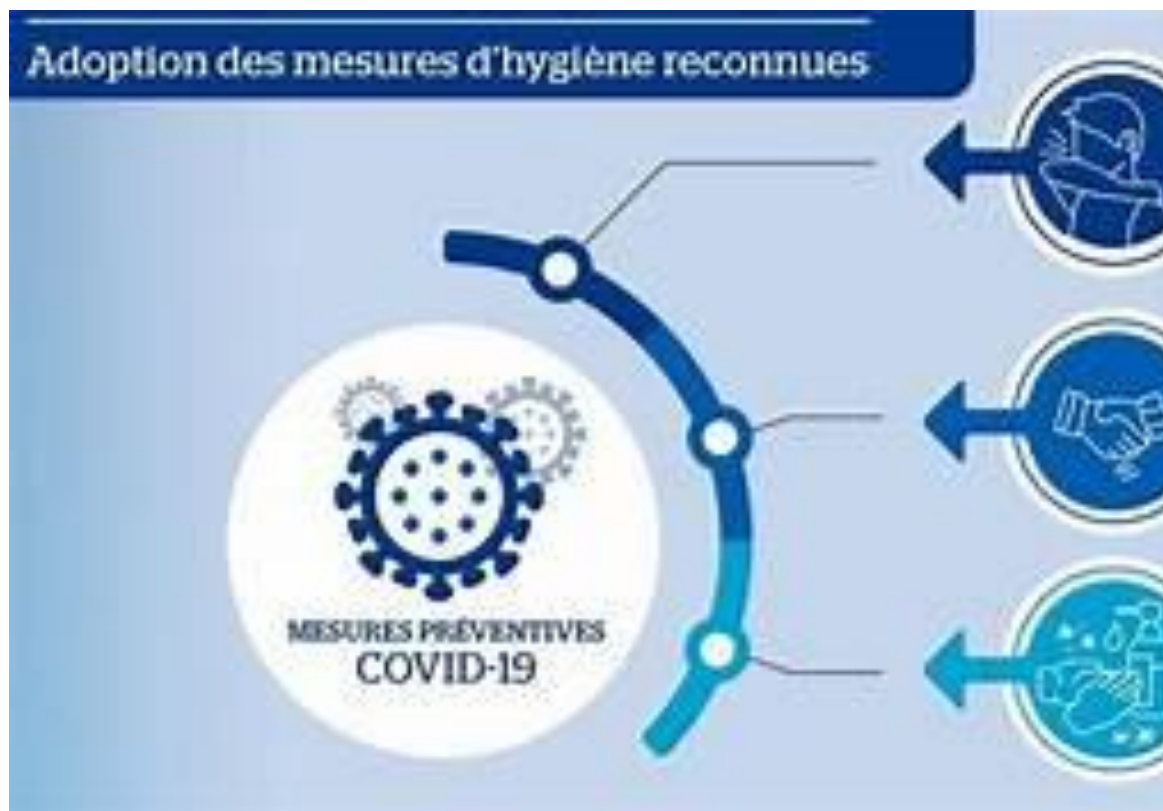 Adoption des mesures d'hygiène reconnues
MESURES PRÉVENTIVES
COVID-19